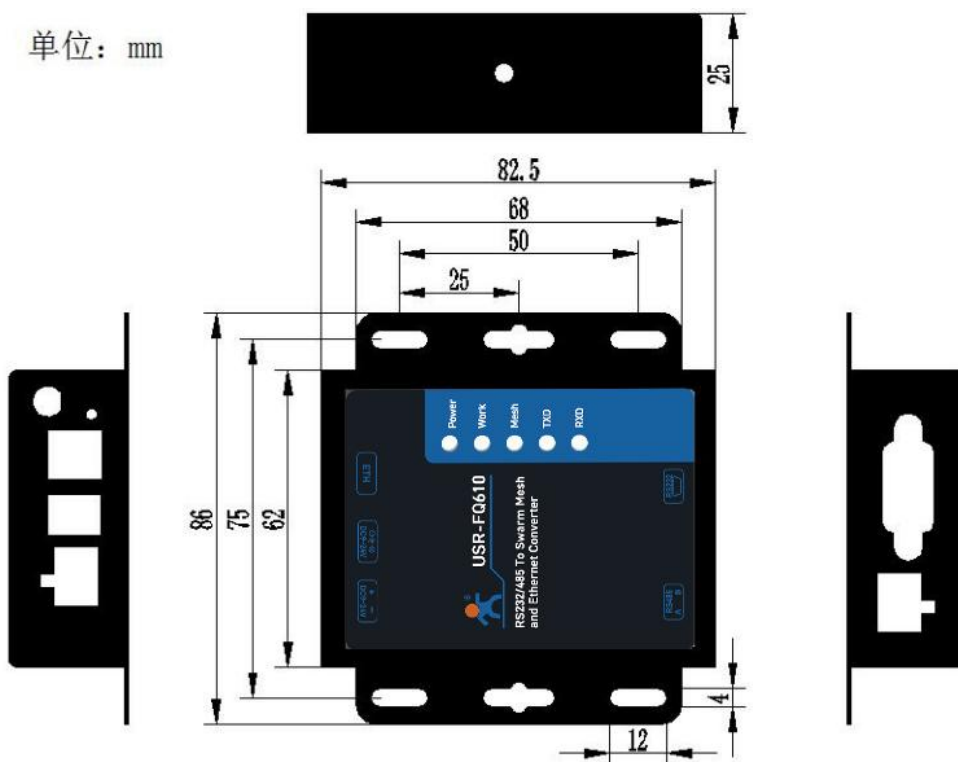 单位：mm
25
82.5
68
50
25
86
75
62
Power
Work
Mesh
TXD
RXD
ETH
RS232
USR-FQ610
RS232/485 To Swarm Mesh
and Ethernet Converter
RS485
A B
4
12